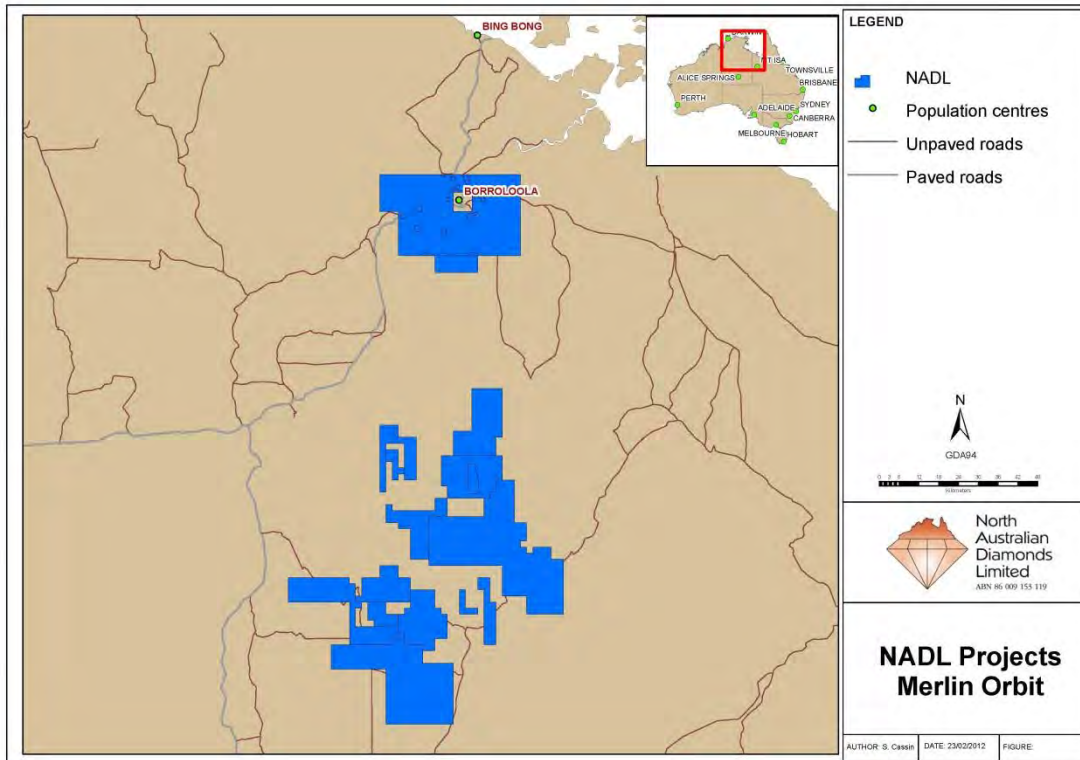 BING BONG
BORROLOOLA
DARWIN
MT ISA
TOWNSVILLE
ALICE SPRINGS
BRISBANE
PERTH
ADELAIDE
SYDNEY
CANBERRA
MELBOURNE
HOBART
LEGEND
NADL
Population centres
Unpaved roads
Paved roads
N
GDA94
Kilometers
North
Australian
Diamonds
Limited
ABN 86 009 153 119
NADL Projects
Merlin Orbit
AUTHOR: S. Cassin
DATE: 23/02/2012
FIGURE: